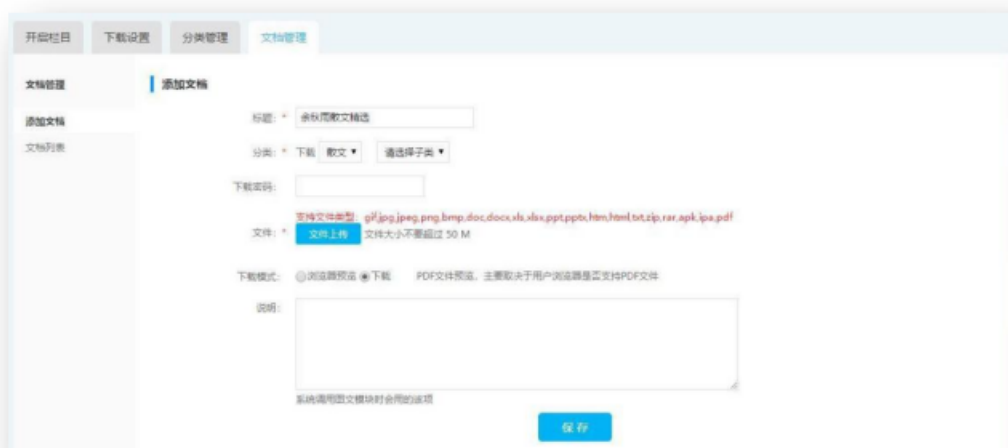 开启栏目 下载设置 分类管理 文档管理
文档管理
添加文档
文档列表
添加文档
标题: * 余秋雨散文精选
分类: * 下载 散文 请选择子类
下载密码:
支持文件类型: gif,jpg,jpeg,png,bmp,doc,docx,xls,xlsx,ppt,pptx,htm,html,txt,zip,rar,apk,ipa,pdf
文件: * 文件上传 文件大小不要超过 50 M
下载模式: 浏览器预览 下载 PDF文件预览，主要取决于用户浏览器是否支持PDF文件
说明:
系统调用图文模块时会用的该项
保 存